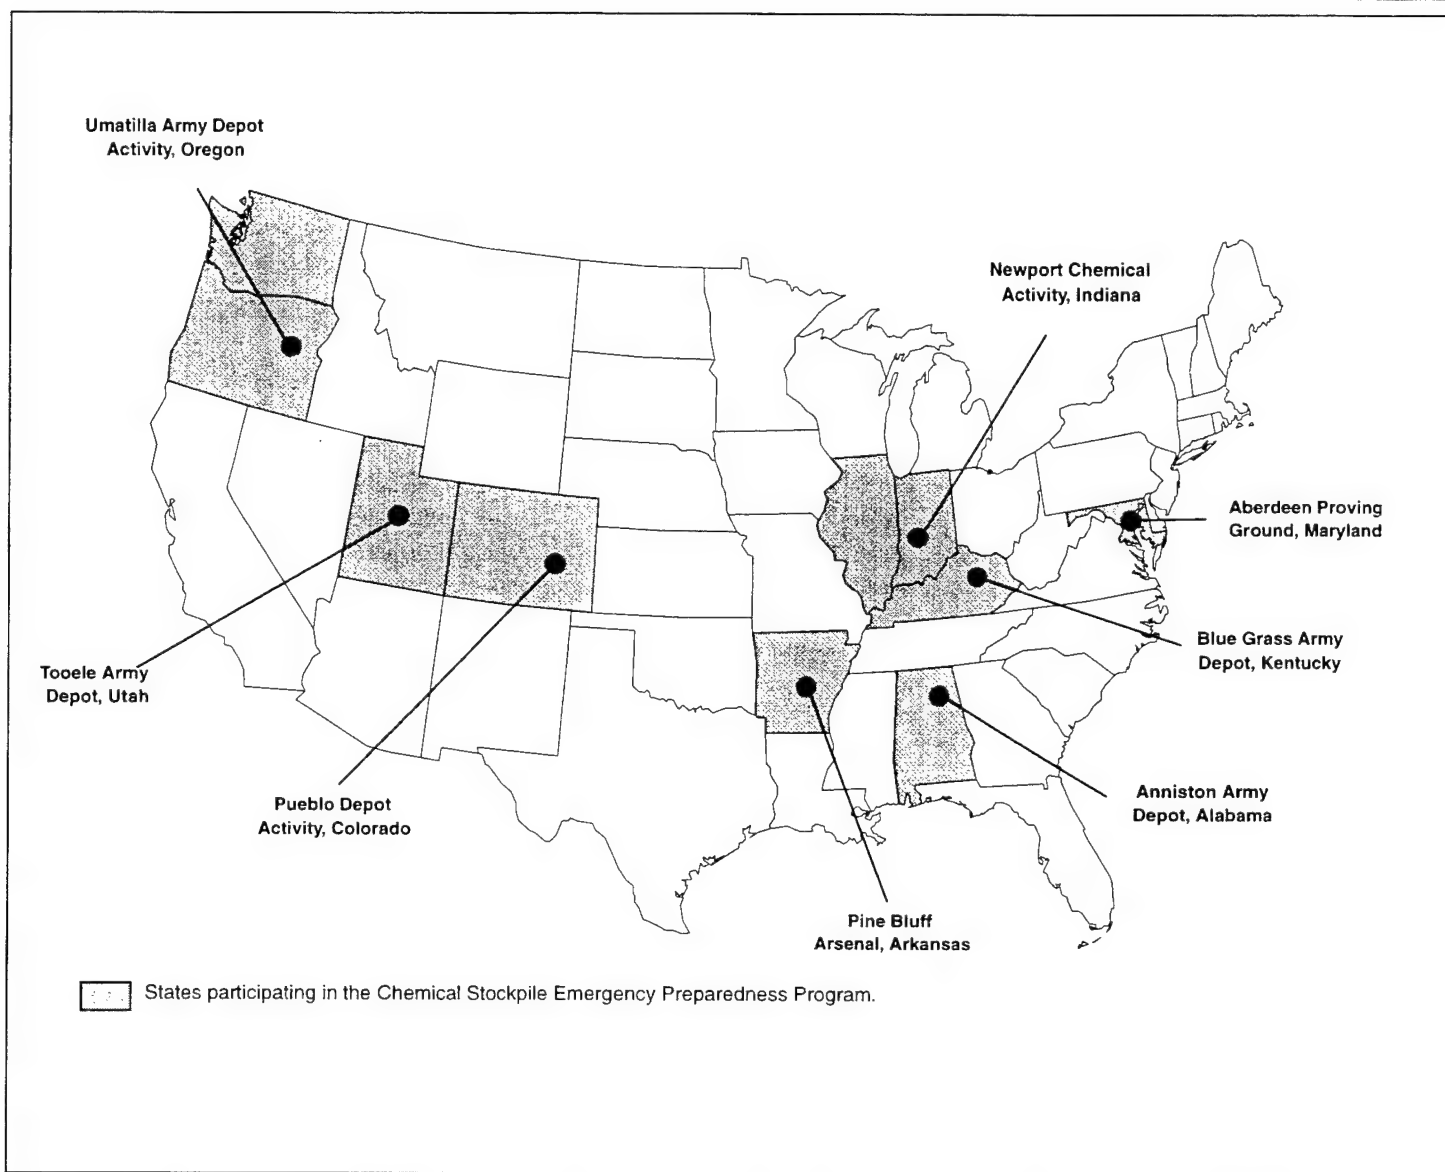 Umatilla Army Depot
Activity, Oregon
Newport Chemical
Activity, Indiana
Aberdeen Proving
Ground, Maryland
Blue Grass Army
Depot, Kentucky
Tooele Army
Depot, Utah
Anniston Army
Depot, Alabama
Pueblo Depot
Activity, Colorado
Pine Bluff
Arsenal, Arkansas
States participating in the Chemical Stockpile Emergency Preparedness Program.